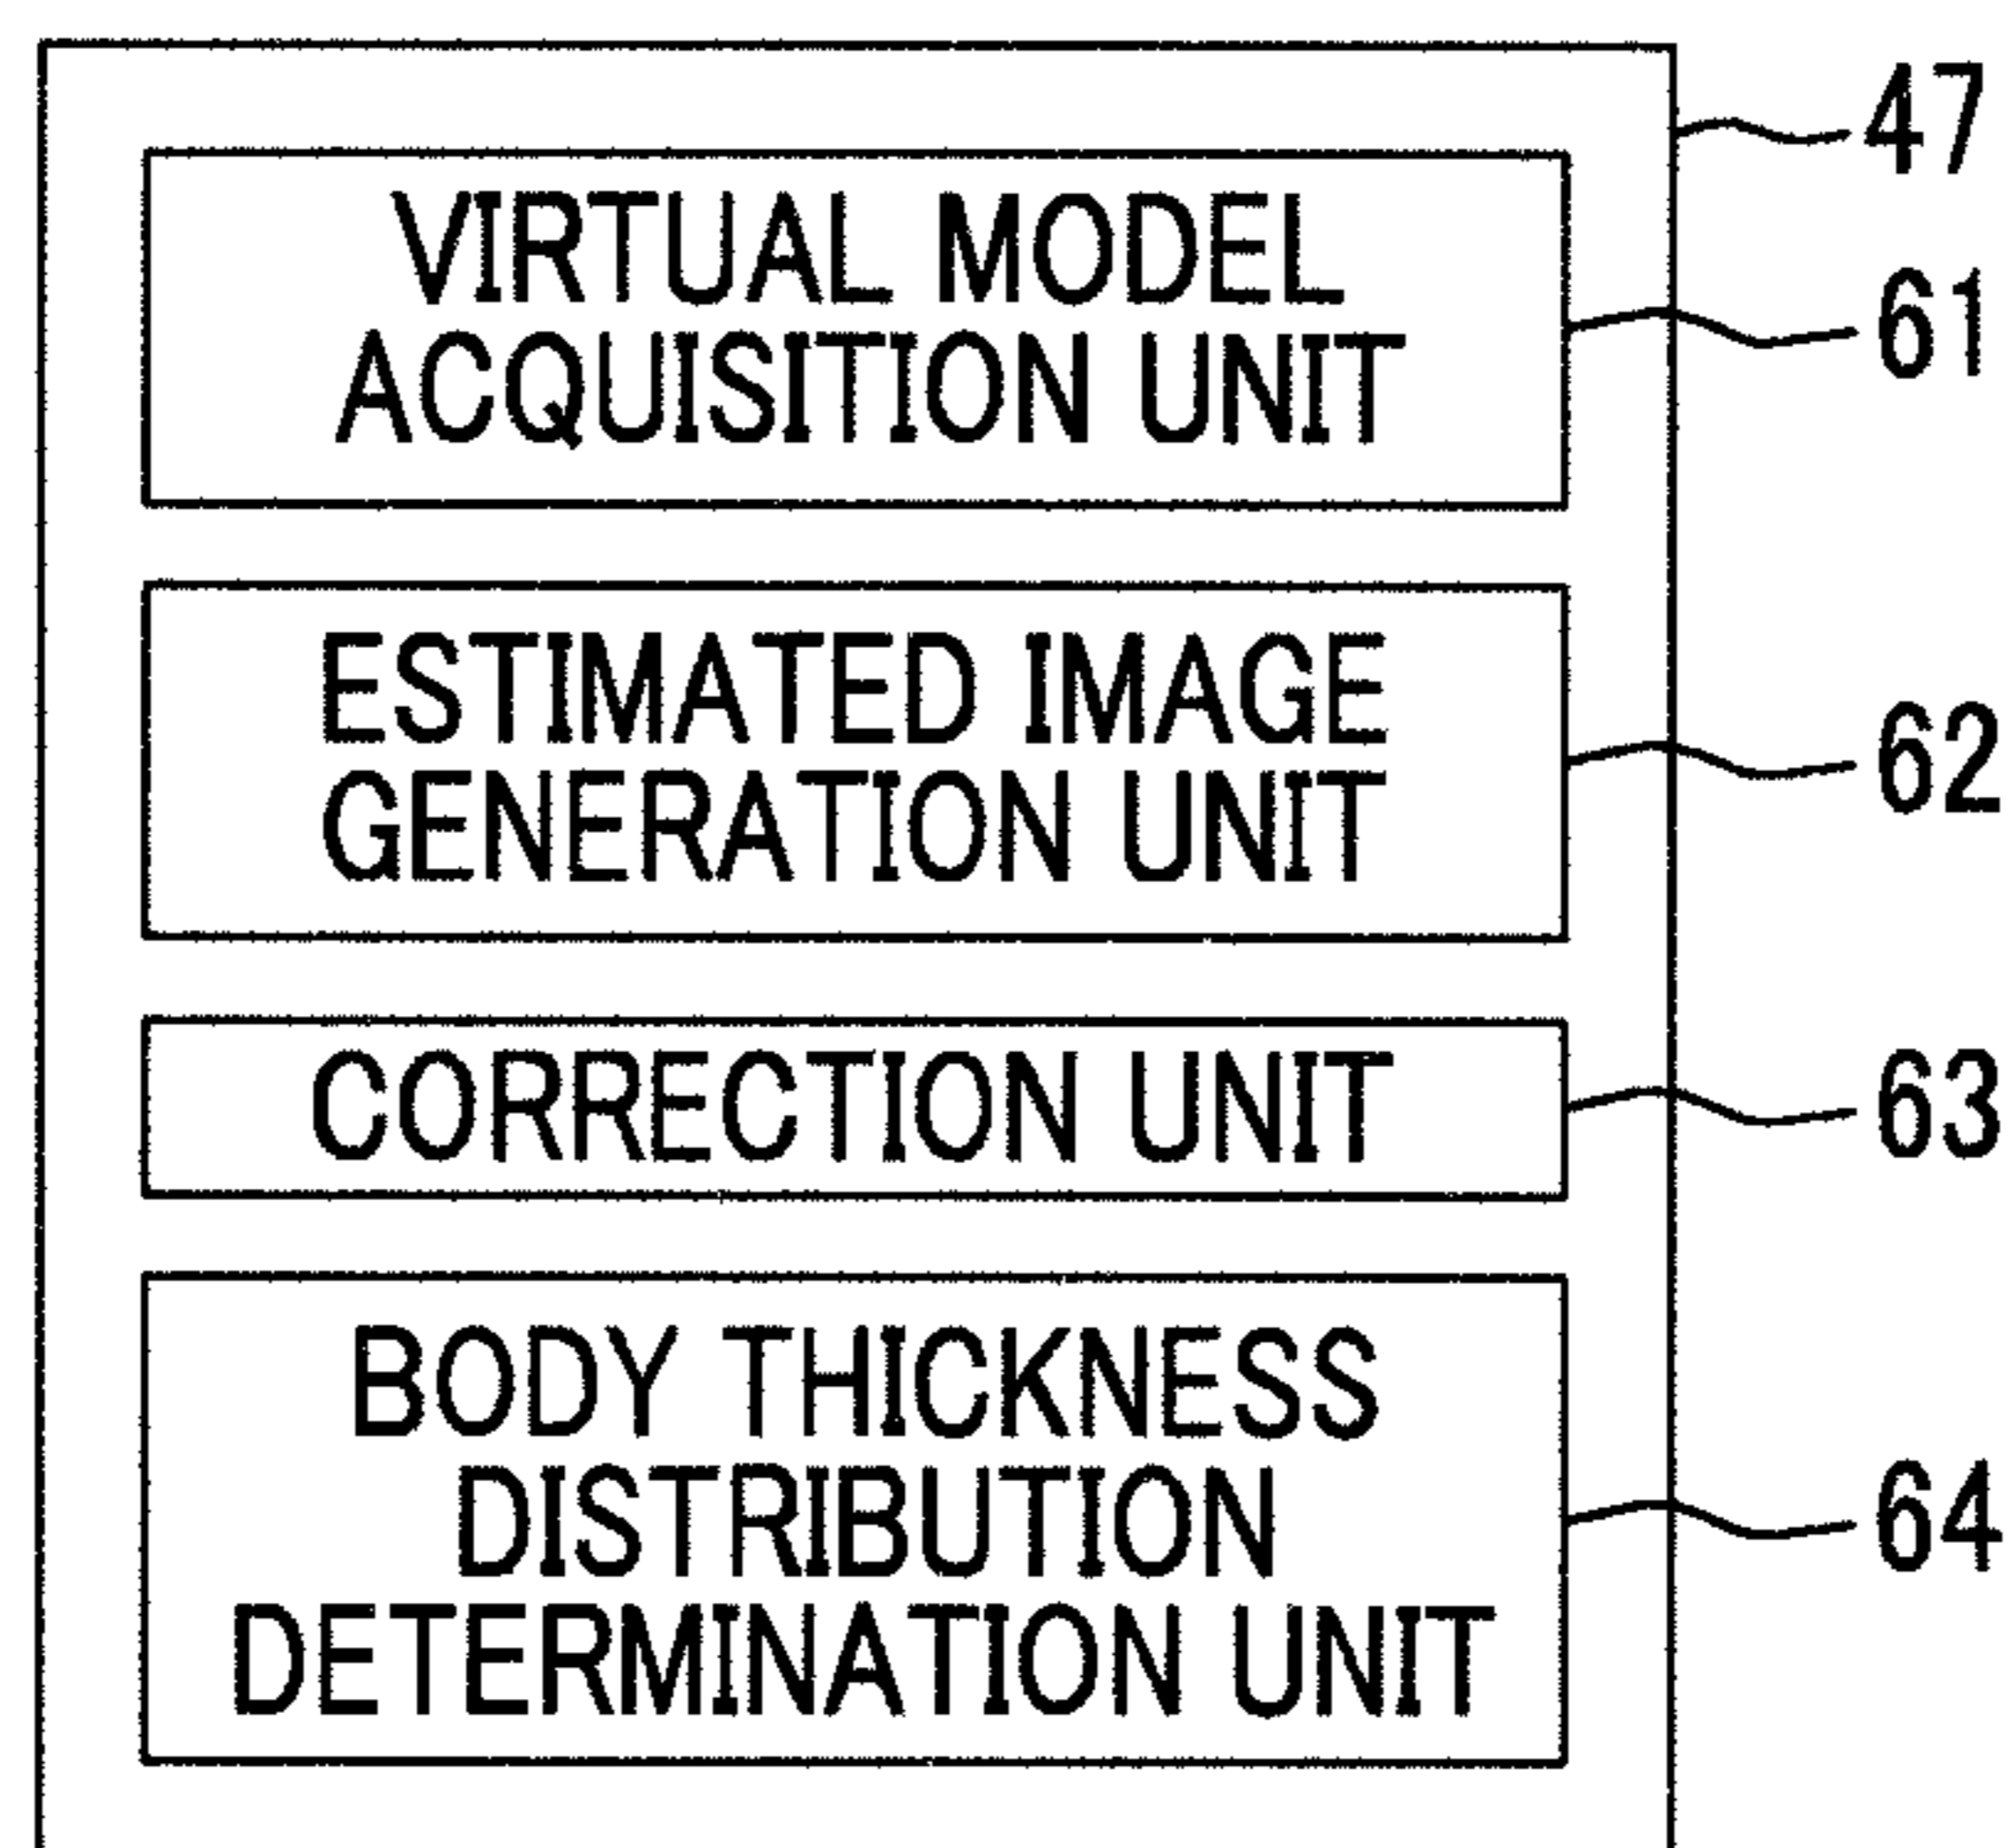 47
VIRTUAL MODEL
ACQUISITION UNIT
61
ESTIMATED IMAGE
GENERATION UNIT
62
CORRECTION UNIT
63
BODY THICKNESS
DISTRIBUTION
DETERMINATION UNIT
64